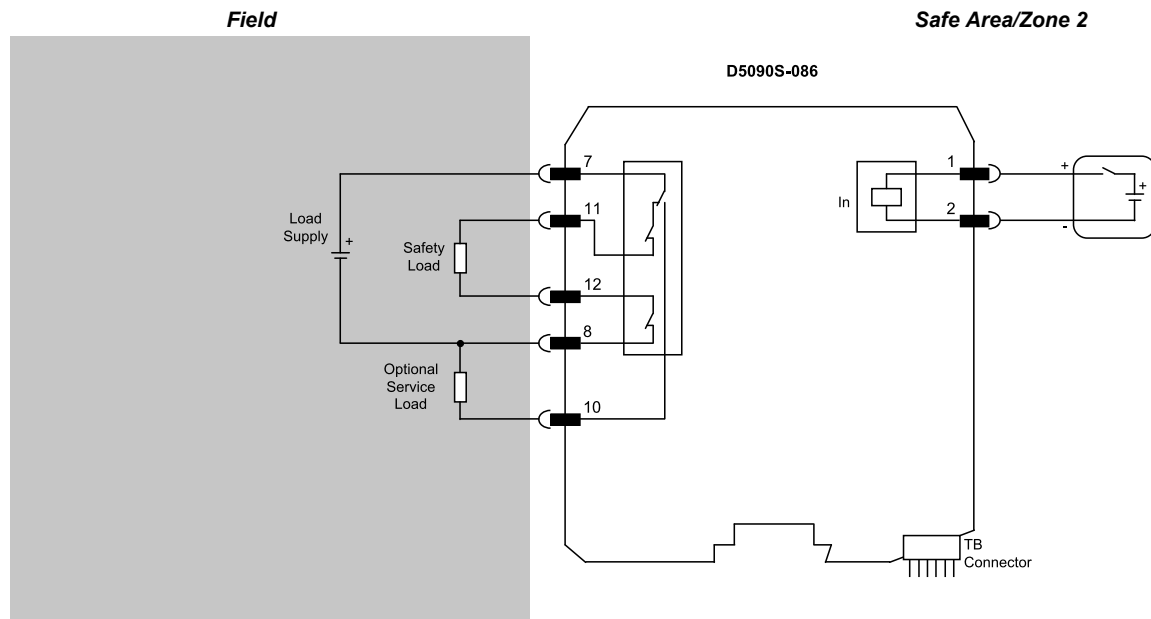 Field
Safe Area/Zone 2
D5090S-086
7
1
+
+
11
In
2
-
Load
Supply
+
Safety
Load
12
8
Optional
Service
Load
10
TB
Connector